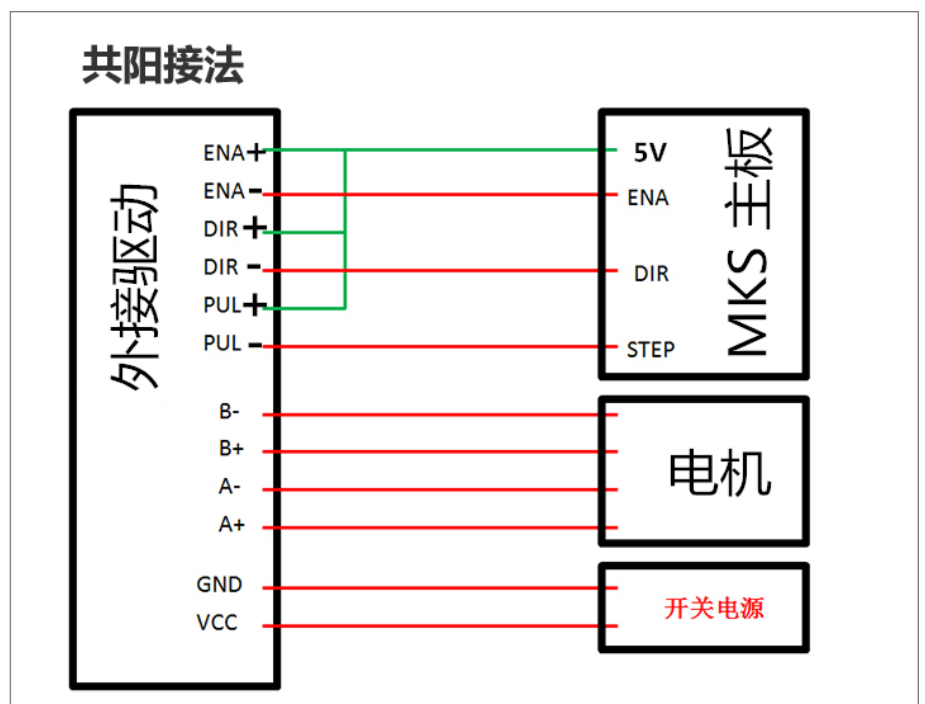 共阳接法
外接驱动
ENA+
ENA-
DIR+
DIR-
PUL+
PUL-
B-
B+
A-
A+
GND
VCC
5V
ENA
DIR
STEP
MKS 主板
电机
开关电源